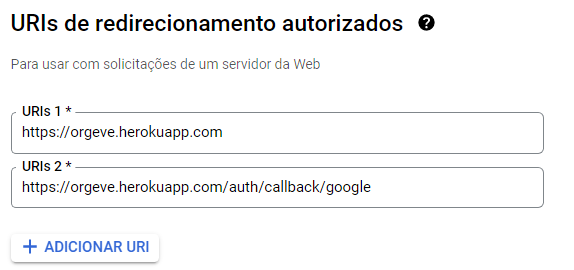 URIs de redirecionamento autorizados ?
Para usar com solicitações de um servidor da Web
URIs 1 *
https://orgeve.herokuapp.com
URIs 2 *
https://orgeve.herokuapp.com/auth/callback/google
+ ADICIONAR URI